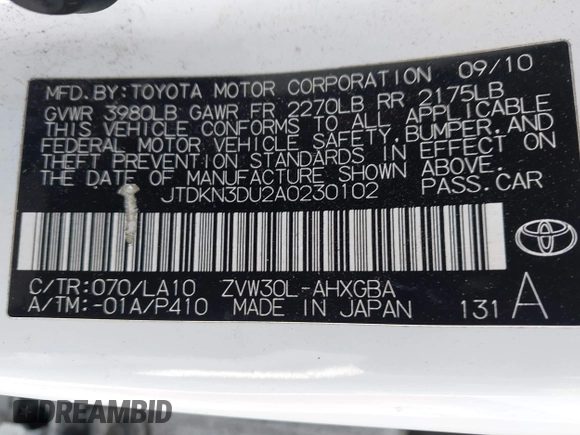 MFD.BY:TOYOTA MOTOR CORPORATION 09/10
GVWR 3980LB GAWR FR 2270LB RR 2175LB
THIS VEHICLE CONFORMS TO ALL APPLICABLE
FEDERAL MOTOR VEHICLE SAFETY, BUMPER, AND
THEFT PREVENTION STANDARDS IN EFFECT ON
THE DATE OF MANUFACTURE SHOWN ABOVE.
JTDKN3DU2A0230102 PASS.CAR
C/TR:070/LA10 ZVW30L-AHXGBA
A/TM:-01A/P410 MADE IN JAPAN 131 A
TOYOTA
DREAMBID